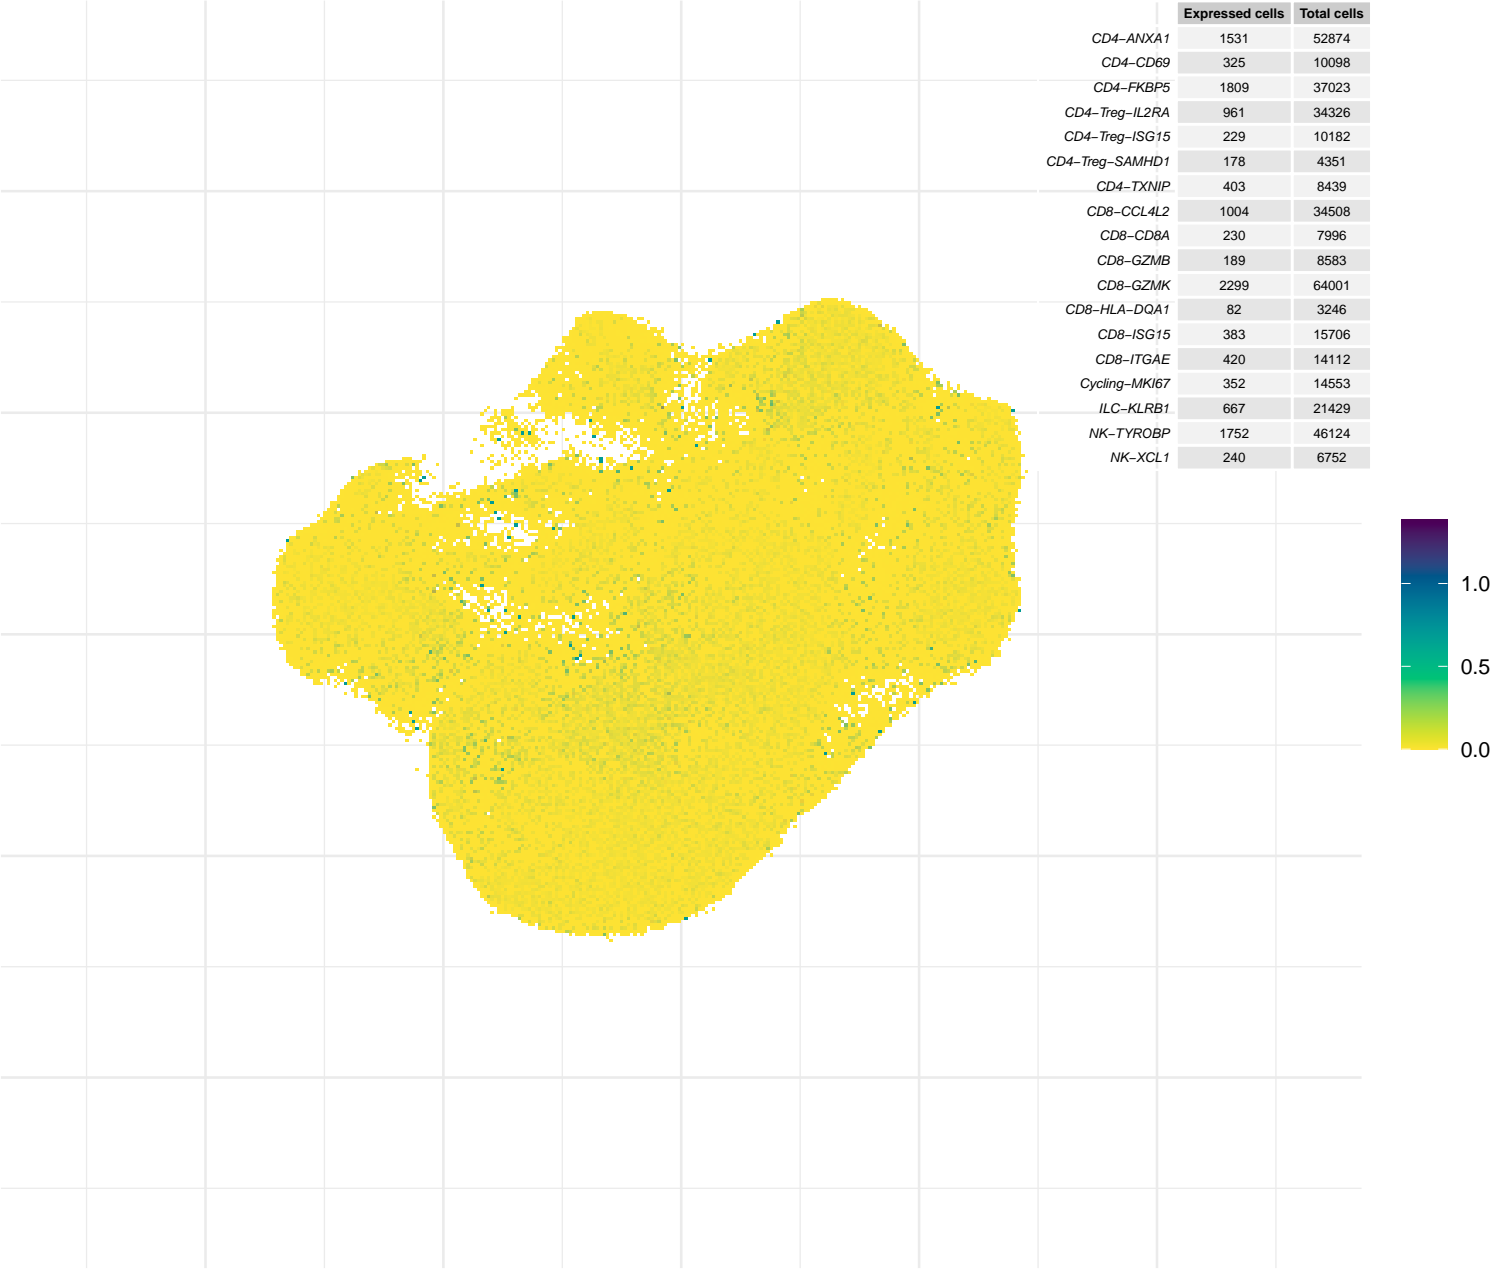 Expressed cells Total cells
CD4−ANXA1 1531 52874
CD4−CD69 325 10098
CD4−FKBP5 1809 37023
CD4−Treg−IL2RA 961 34326
CD4−Treg−ISG15 229 10182
CD4−Treg−SAMHD1 178 4351
CD4−TXNIP 403 8439
CD8−CCL4L2 1004 34508
CD8−CD8A 230 7996
CD8−GZMB 189 8583
CD8−GZMK 2299 64001
CD8−HLA−DQA1 82 3246
CD8−ISG15 383 15706
CD8−ITGAE 420 14112
Cycling−MKI67 352 14553
ILC−KLRB1 667 21429
NK−TYROBP 1752 46124
NK−XCL1 240 6752
1.0
0.5
0.0